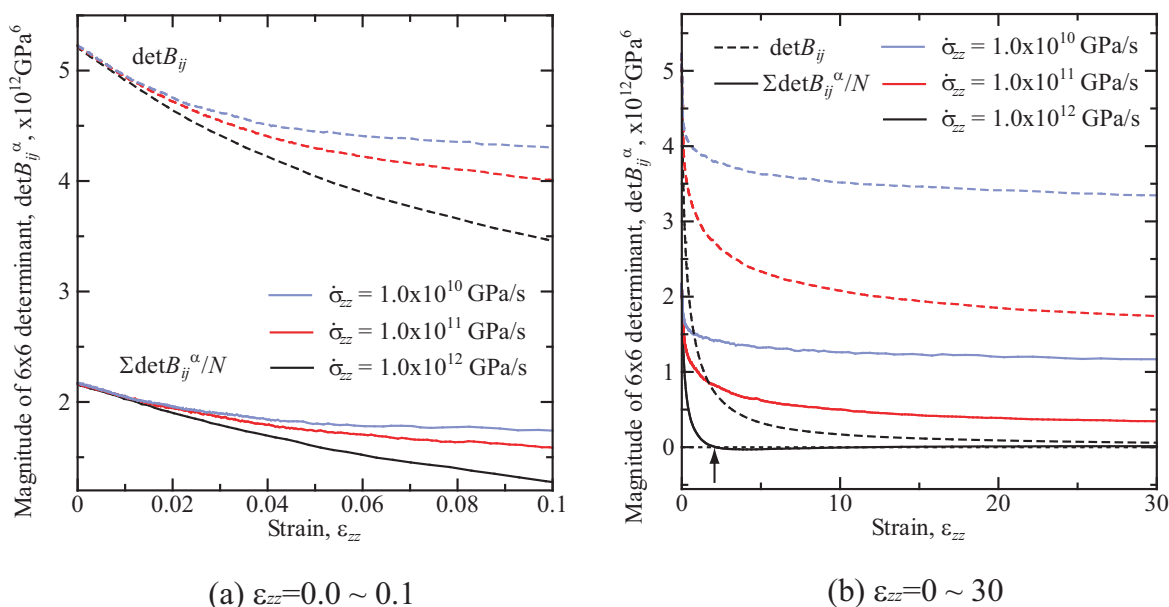 Magnitude of 6x6 determinant, detB_ij^α, x10^12GPa^6
5
4
3
2
0
0.02
0.04
0.06
0.08
0.1
Strain, ε_zz
detB_ij
σ̇_zz = 1.0x10^10 GPa/s
σ̇_zz = 1.0x10^11 GPa/s
σ̇_zz = 1.0x10^12 GPa/s
ΣdetB_ij^α/N
(a) ε_zz=0.0 ~ 0.1
Magnitude of 6x6 determinant, detB_ij^α, x10^12GPa^6
5
4
3
2
1
0
0
10
20
30
Strain, ε_zz
detB_ij
ΣdetB_ij^α/N
σ̇_zz = 1.0x10^10 GPa/s
σ̇_zz = 1.0x10^11 GPa/s
σ̇_zz = 1.0x10^12 GPa/s
(b) ε_zz=0 ~ 30